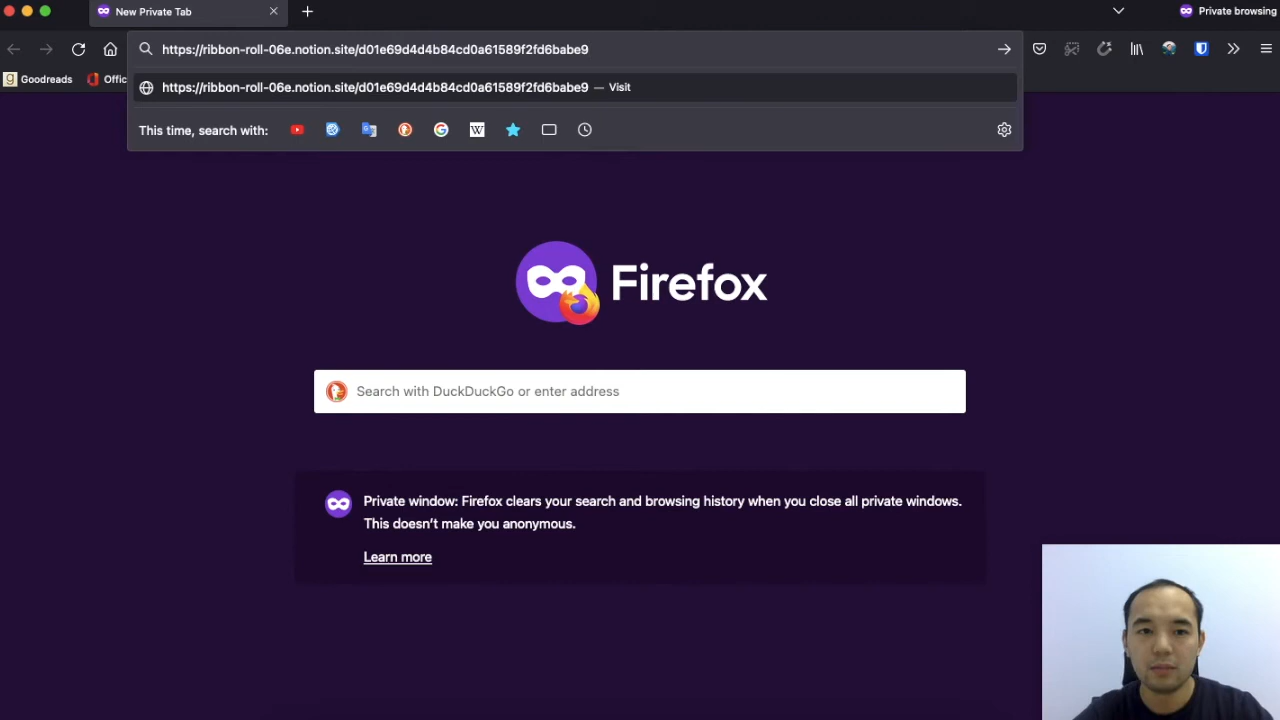 New Private Tab
Private browsing
https://ribbon-roll-06e.notion.site/d01e69d4d4b84cd0a61589f2fd6babe9
Goodreads
Offic
https://ribbon-roll-06e.notion.site/d01e69d4d4b84cd0a61589f2fd6babe9 — Visit
This time, search with:
Firefox
Search with DuckDuckGo or enter address
Private window: Firefox clears your search and browsing history when you close all private windows.
This doesn’t make you anonymous.
Learn more